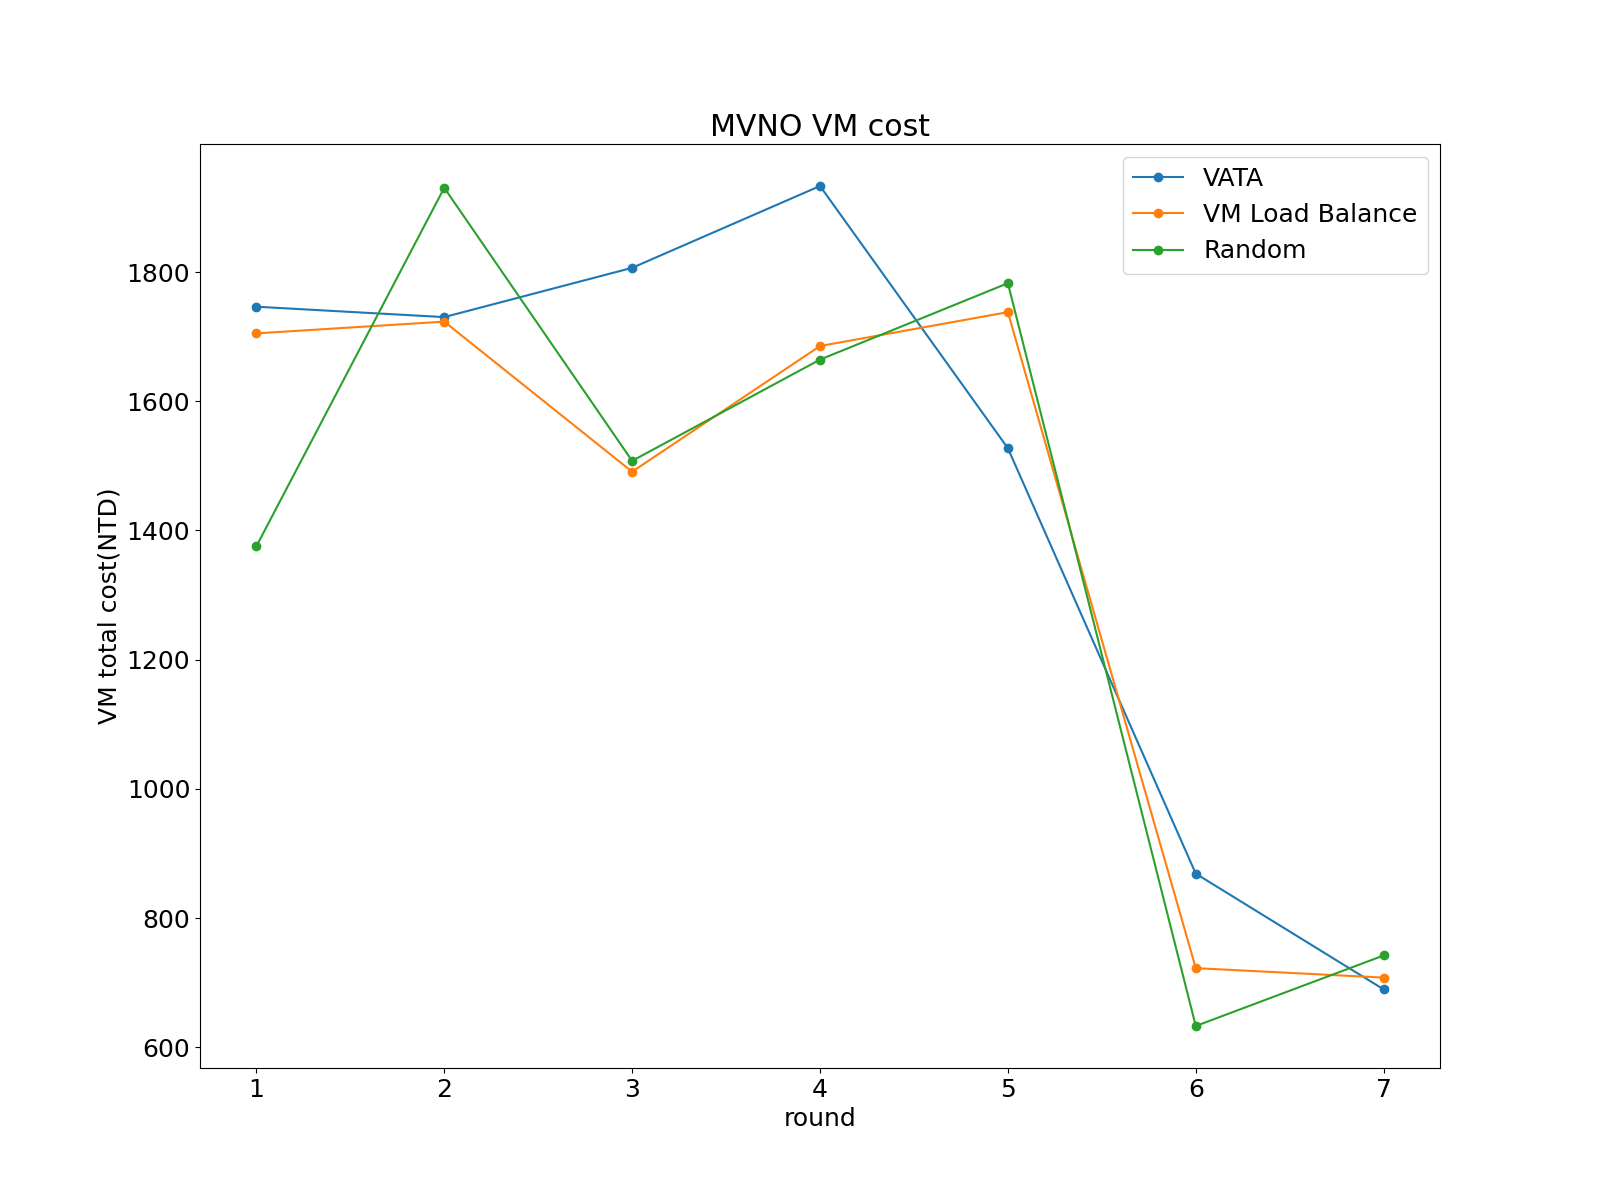 MVNO VM cost
VATA
VM Load Balance
Random
VM total cost(NTD)
1800
1600
1400
1200
1000
800
600
1 2 3 4 5 6 7
round